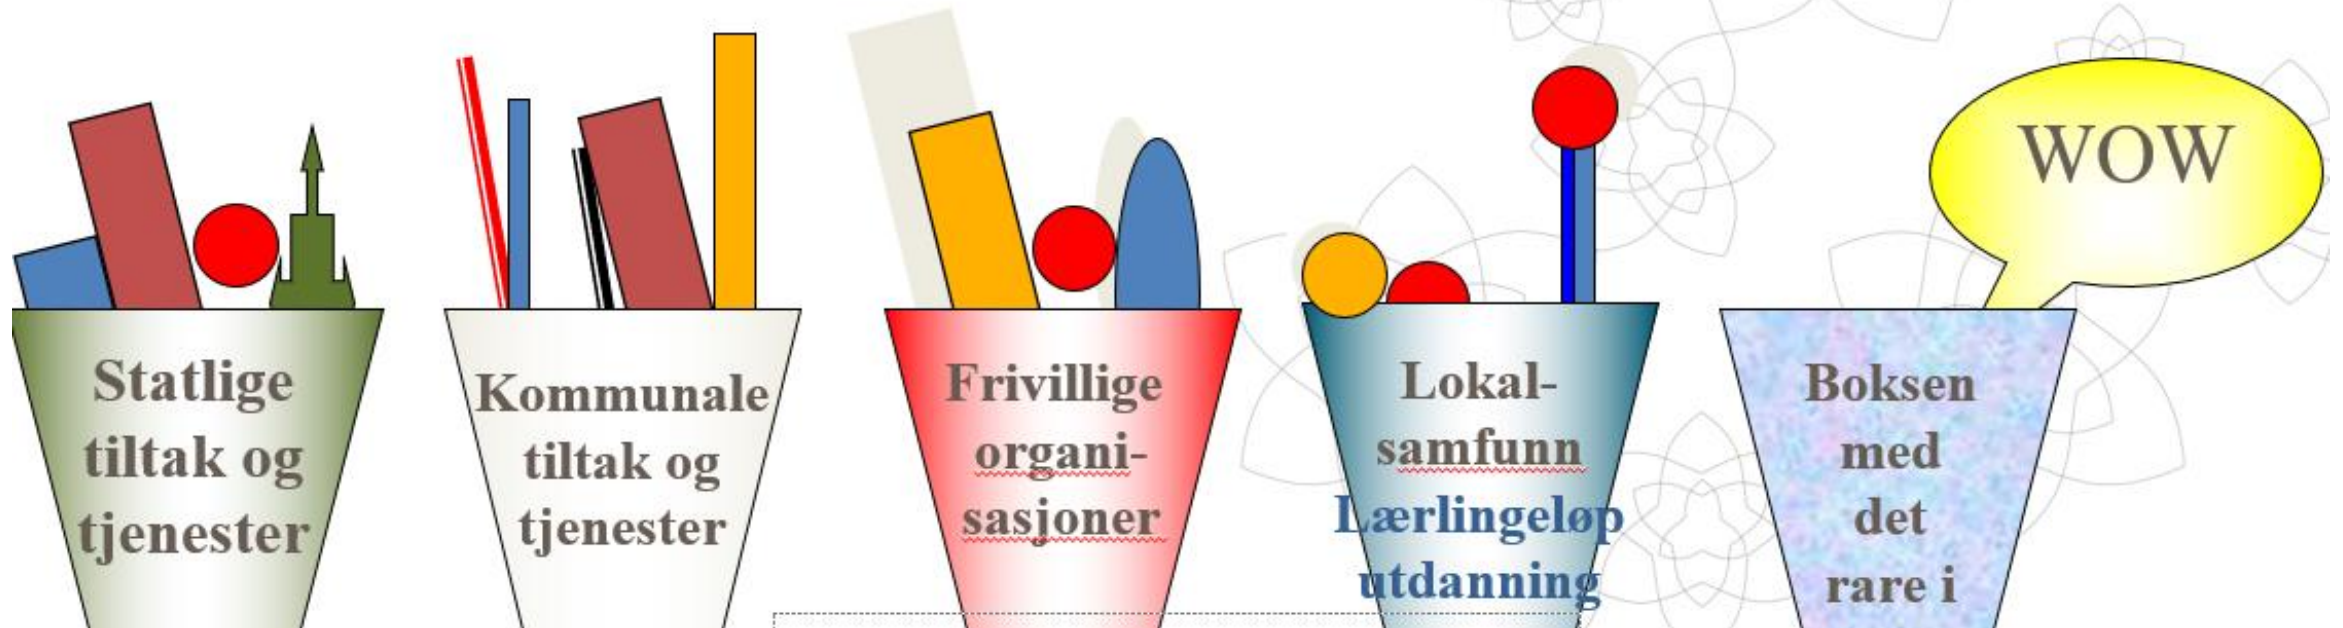 Statlige
tiltak og
tjenester
Kommunale
tiltak og
tjenester
Frivillige
organi-
sasjoner
Lokal-
samfunn
Lærlingeløp
utdanning
WOW
Boksen
med
det
rare i